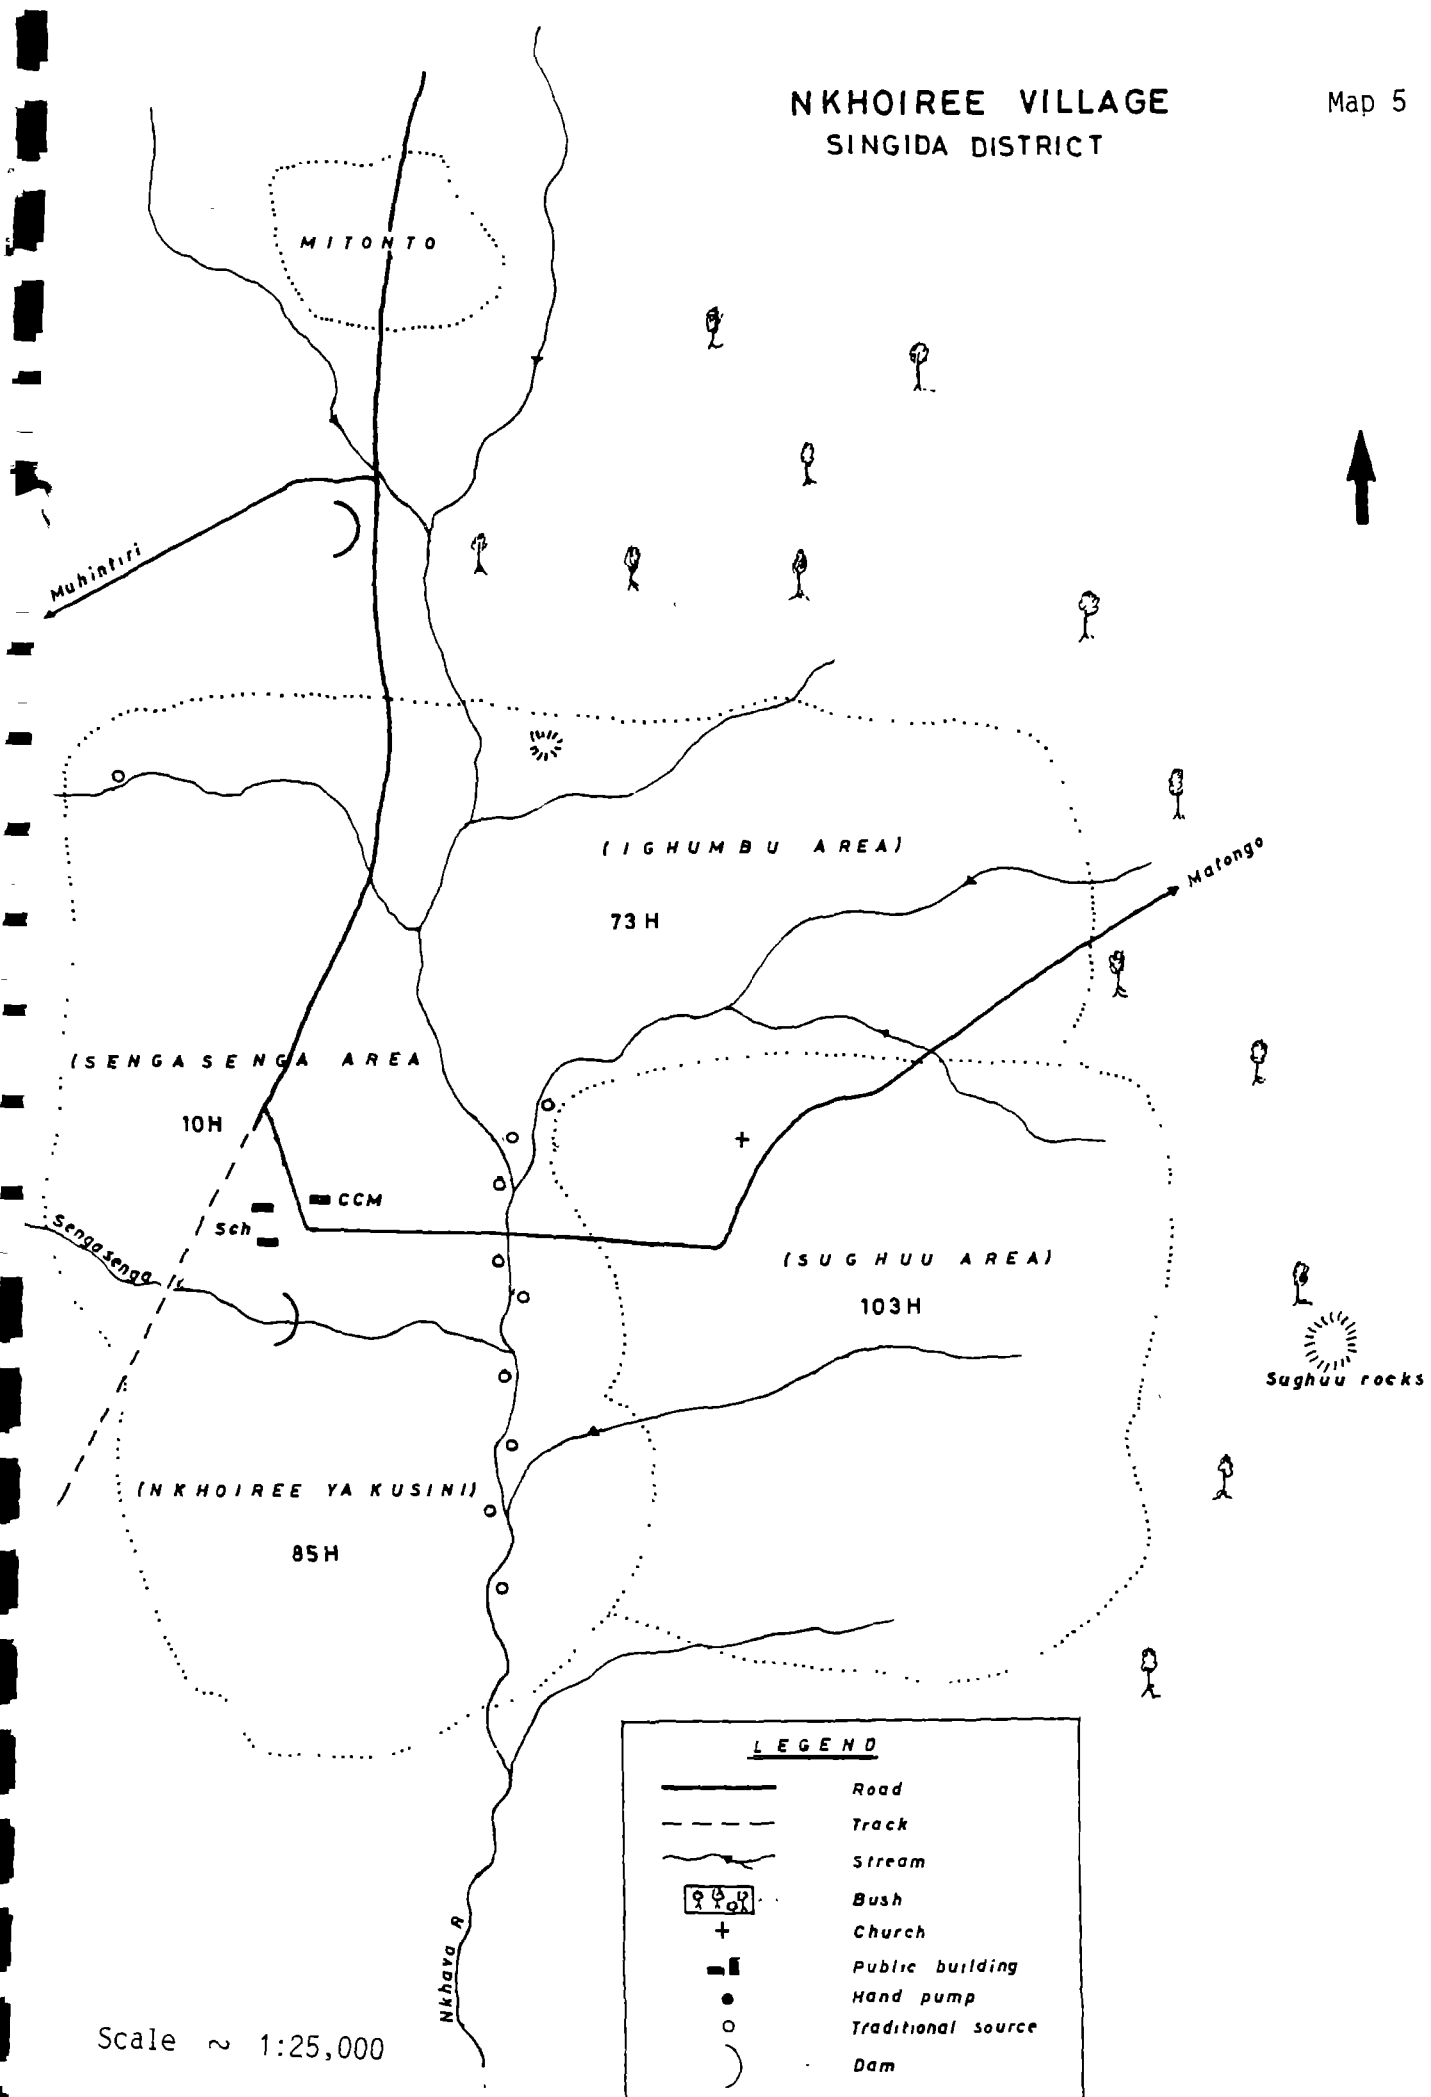 NKHOIREE VILLAGE
Map 5
SINGIDA DISTRICT
MITONTO
Muhintiri
(IGHUMBU AREA)
Matongo
73H
(SENGASENGA AREA
10H
CCM
Sch
Sengasenga
(SUGHUU AREA)
103H
Sughuu rocks
(NKHOIREE YA KUSINI)
85H
LEGEND
Road
Track
Stream
Bush
Church
Public building
Hand pump
Traditional source
Dam
Nkhava R
Scale ~ 1:25,000